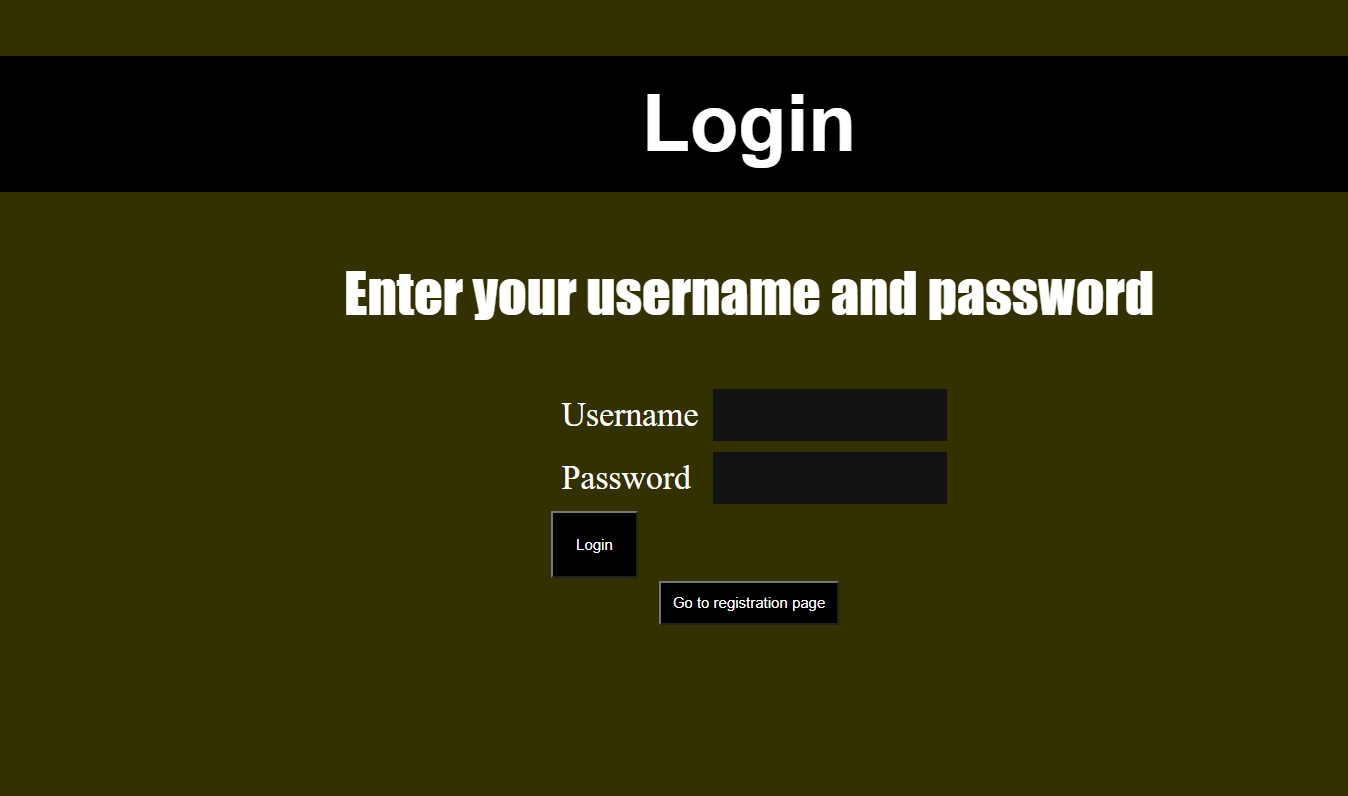 Login
Enter your username and password
Username
Password
Login
Go to registration page